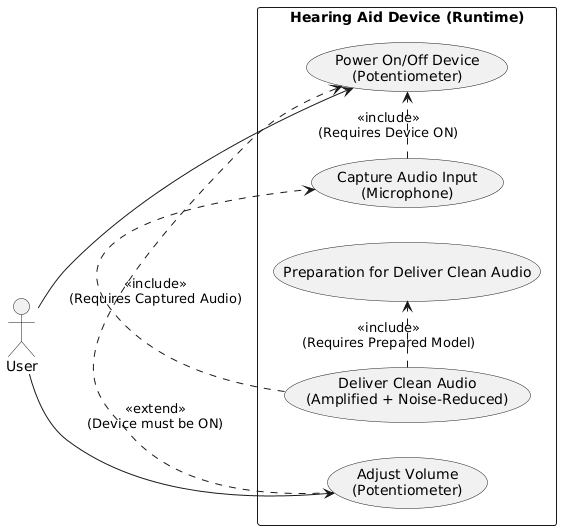 Hearing Aid Device (Runtime)
Power On/Off Device
(Potentiometer)
«include»
(Requires Device ON)
Capture Audio Input
(Microphone)
Preparation for Deliver Clean Audio
«include»
(Requires Captured Audio)
«include»
(Requires Prepared Model)
User
Deliver Clean Audio
(Amplified + Noise-Reduced)
«extend»
(Device must be ON)
Adjust Volume
(Potentiometer)